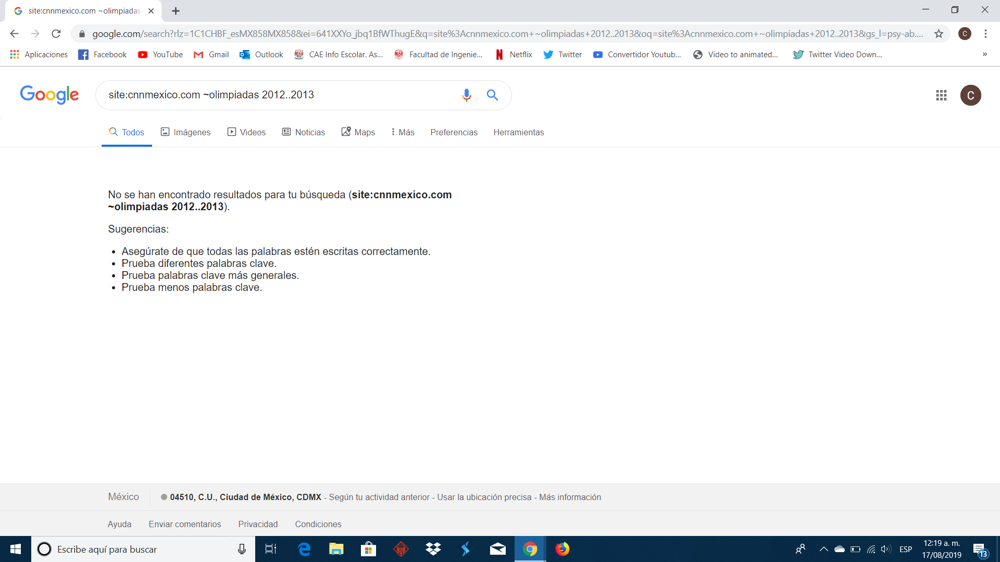 site:cnnmexico.com ~olimpiadas
google.com/search?rlz=1C1CHBF_esMX858MX858&ei=641XXYo_jbq1BfWThugE&q=site%3Acnnmexico.com+~olimpiadas+2012..2013&oq=site%3Acnnmexico.com+~olimpiadas+2012..2013&gs_l=psy-ab.... C
Aplicaciones Facebook YouTube Gmail Outlook CAE Info Escolar. As... Facultad de Ingenie... Netflix Twitter Convertidor Youtub... Video to animated... Twitter Video Down... »
Google site:cnnmexico.com ~olimpiadas 2012..2013 C
Todos Imágenes Videos Noticias Maps Más Preferencias Herramientas
No se han encontrado resultados para tu búsqueda (site:cnnmexico.com
~olimpiadas 2012..2013).
Sugerencias:
• Asegúrate de que todas las palabras estén escritas correctamente.
• Prueba diferentes palabras clave.
• Prueba palabras clave más generales.
• Prueba menos palabras clave.
México 04510, C.U., Ciudad de México, CDMX - Según tu actividad anterior - Usar la ubicación precisa - Más información
Ayuda Enviar comentarios Privacidad Condiciones
Escribe aquí para buscar ESP 12:19 a. m.
17/08/2019 13